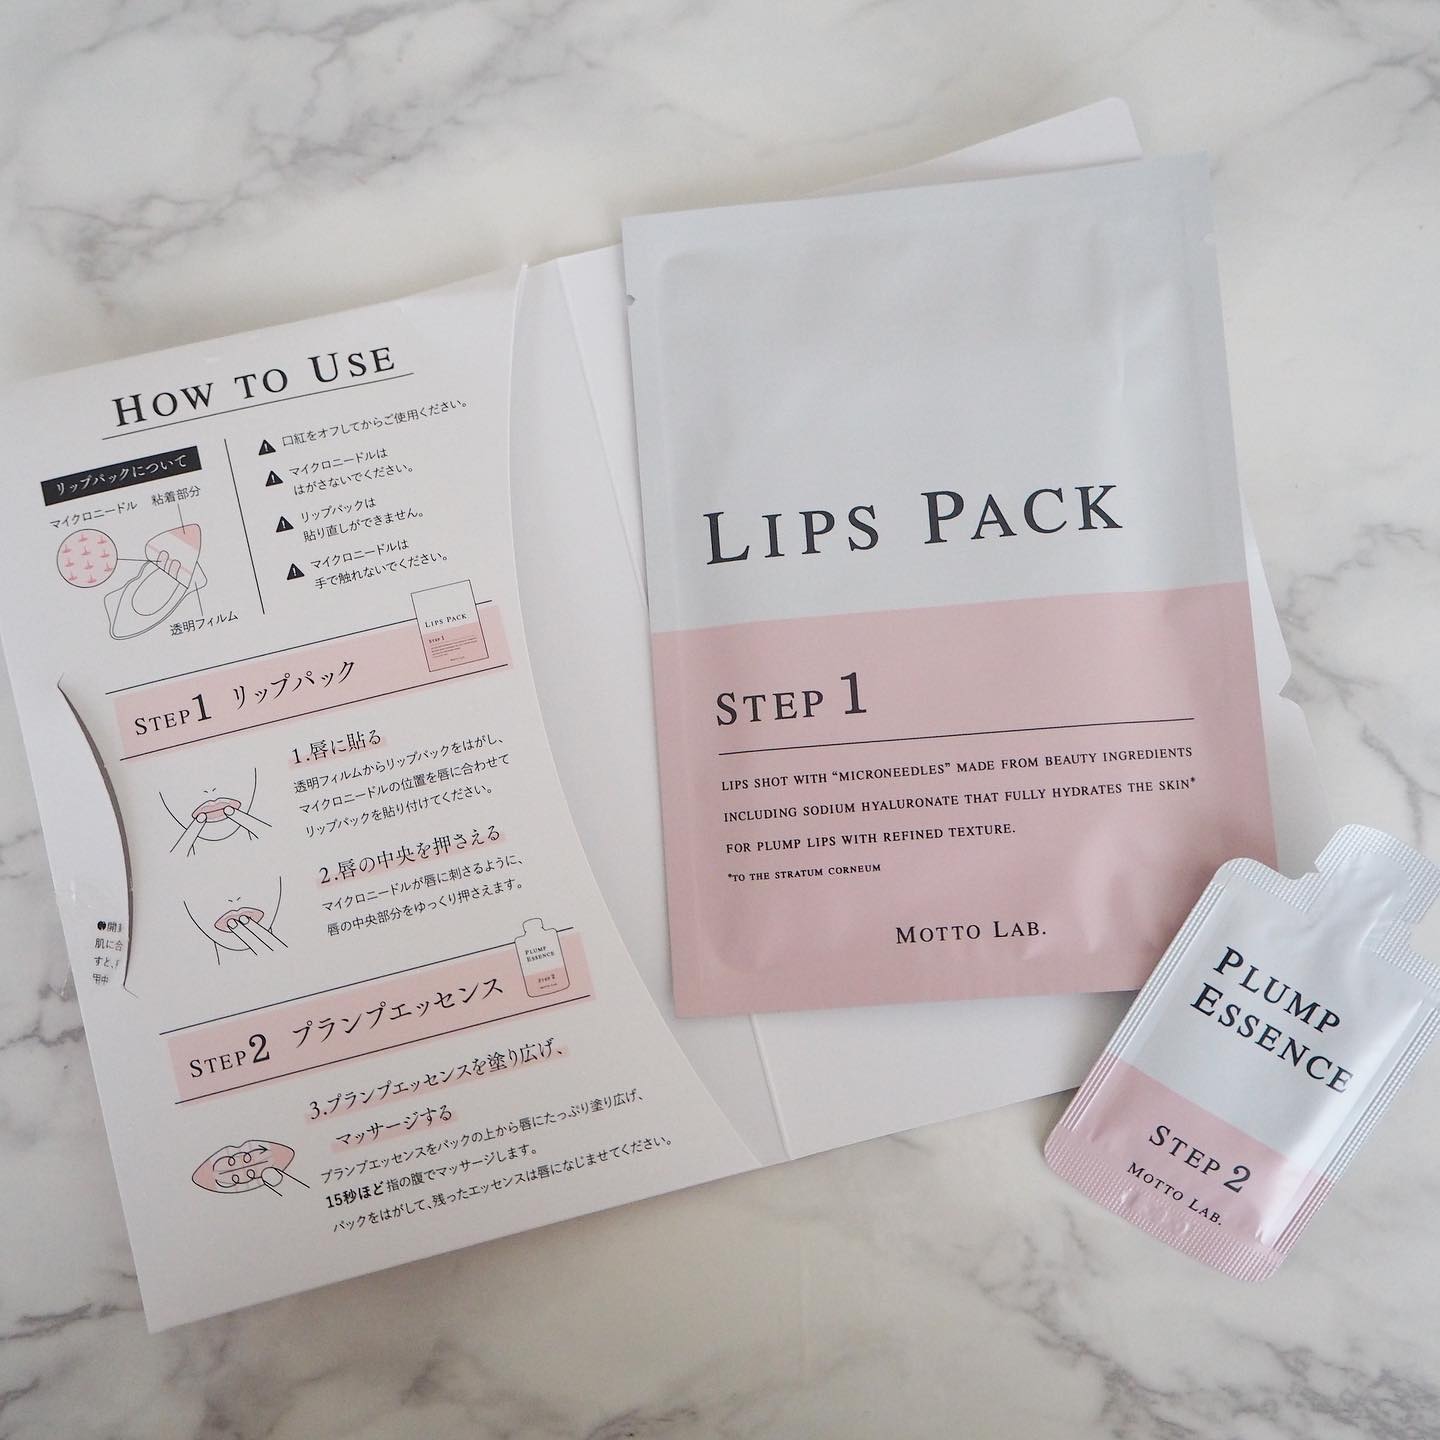 HOW TO USE
リップパックについて
マイクロニードル
粘着部分
透明フィルム
口紅をオフしてからご使用ください。
マイクロニードルは
はがさないでください。
リップパックは
貼り直しができません。
マイクロニードルは
手で触れないでください。
STEP1 リップパック
LIPS PACK
STEP 1
1.唇に貼る
透明フィルムからリップパックをはがし、
マイクロニードルの位置を唇に合わせて
リップパックを貼り付けてください。
2.唇の中央を押さえる
マイクロニードルが唇に刺さるように、
唇の中央部分をゆっくり押さえます。
STEP2 プランプエッセンス
PLUMP
ESSENCE
STEP 2
3.プランプエッセンスを塗り広げ、
マッサージする
プランプエッセンスをパックの上から唇にたっぷり塗り広げ、
15秒ほど指の腹でマッサージします。
パックをはがして、残ったエッセンスは唇になじませてください。
肌に合
LIPS PACK
STEP 1
LIPS SHOT WITH “MICRONEEDLES” MADE FROM BEAUTY INGREDIENTS
INCLUDING SODIUM HYALURONATE THAT FULLY HYDRATES THE SKIN*
FOR PLUMP LIPS WITH REFINED TEXTURE.
*TO THE STRATUM CORNEUM
MOTTO LAB.
PLUMP
ESSENCE
STEP 2
MOTTO LAB.